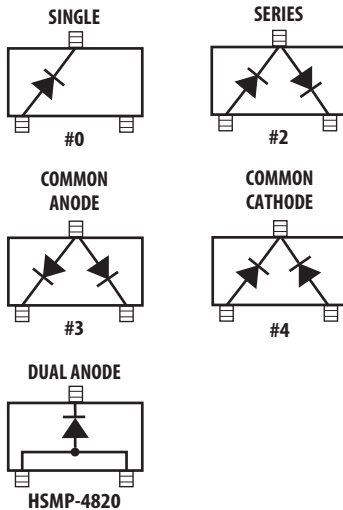 SINGLE
#0
SERIES
#2
COMMON
ANODE
#3
COMMON
CATHODE
#4
DUAL ANODE
HSMP-4820